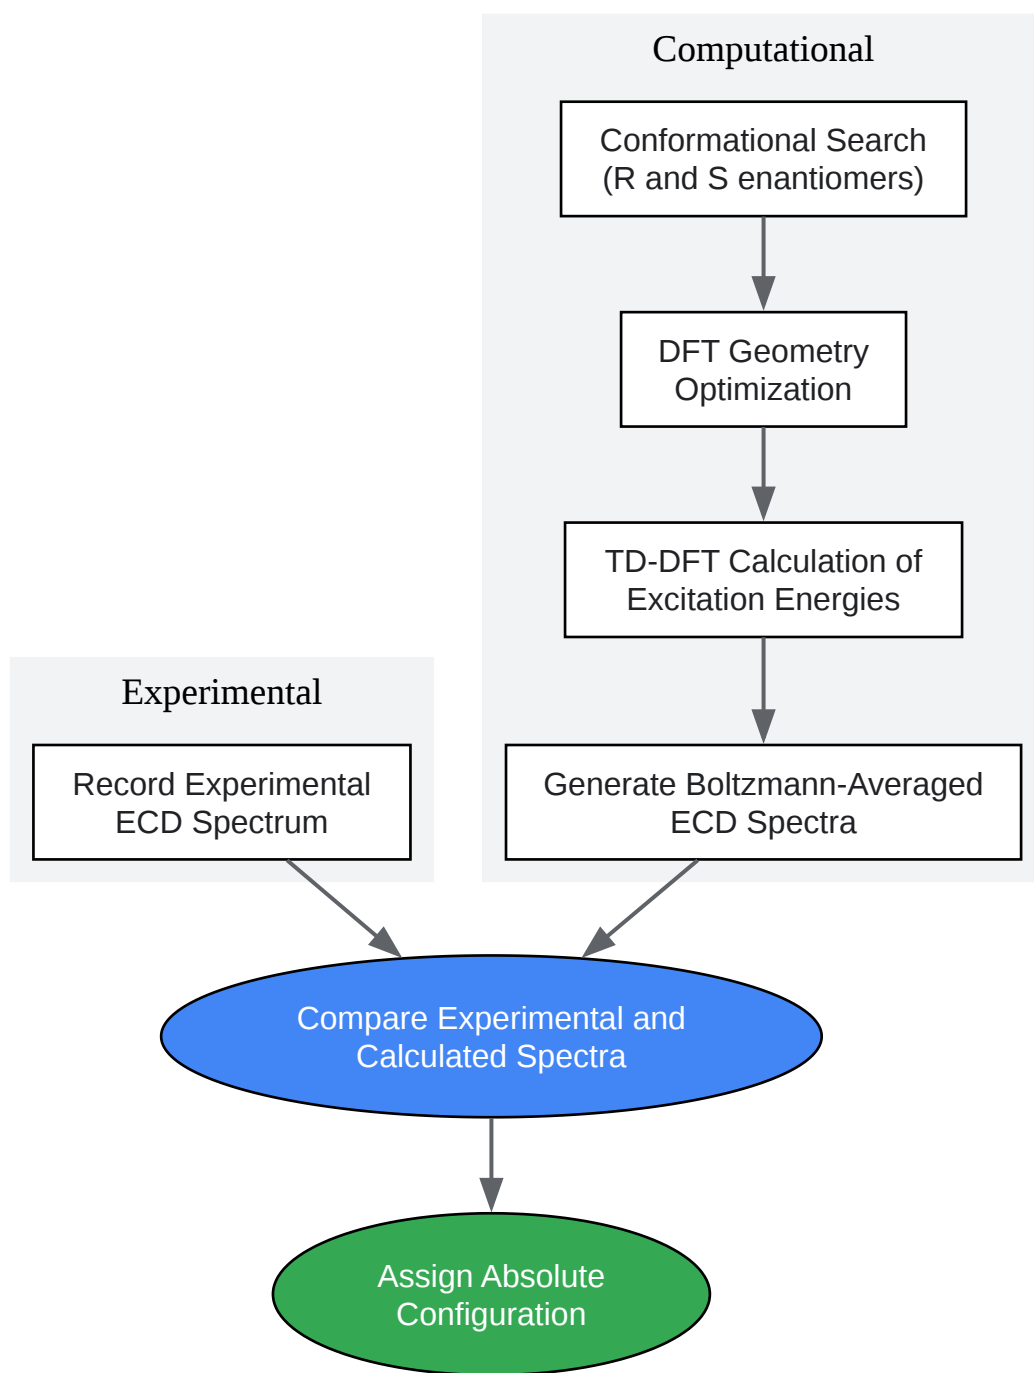 Computational
Conformational Search
(R and S enantiomers)
DFT Geometry
Optimization
TD-DFT Calculation of
Excitation Energies
Experimental
Record Experimental
ECD Spectrum
Generate Boltzmann-Averaged
ECD Spectra
Compare Experimental and
Calculated Spectra
Assign Absolute
Configuration